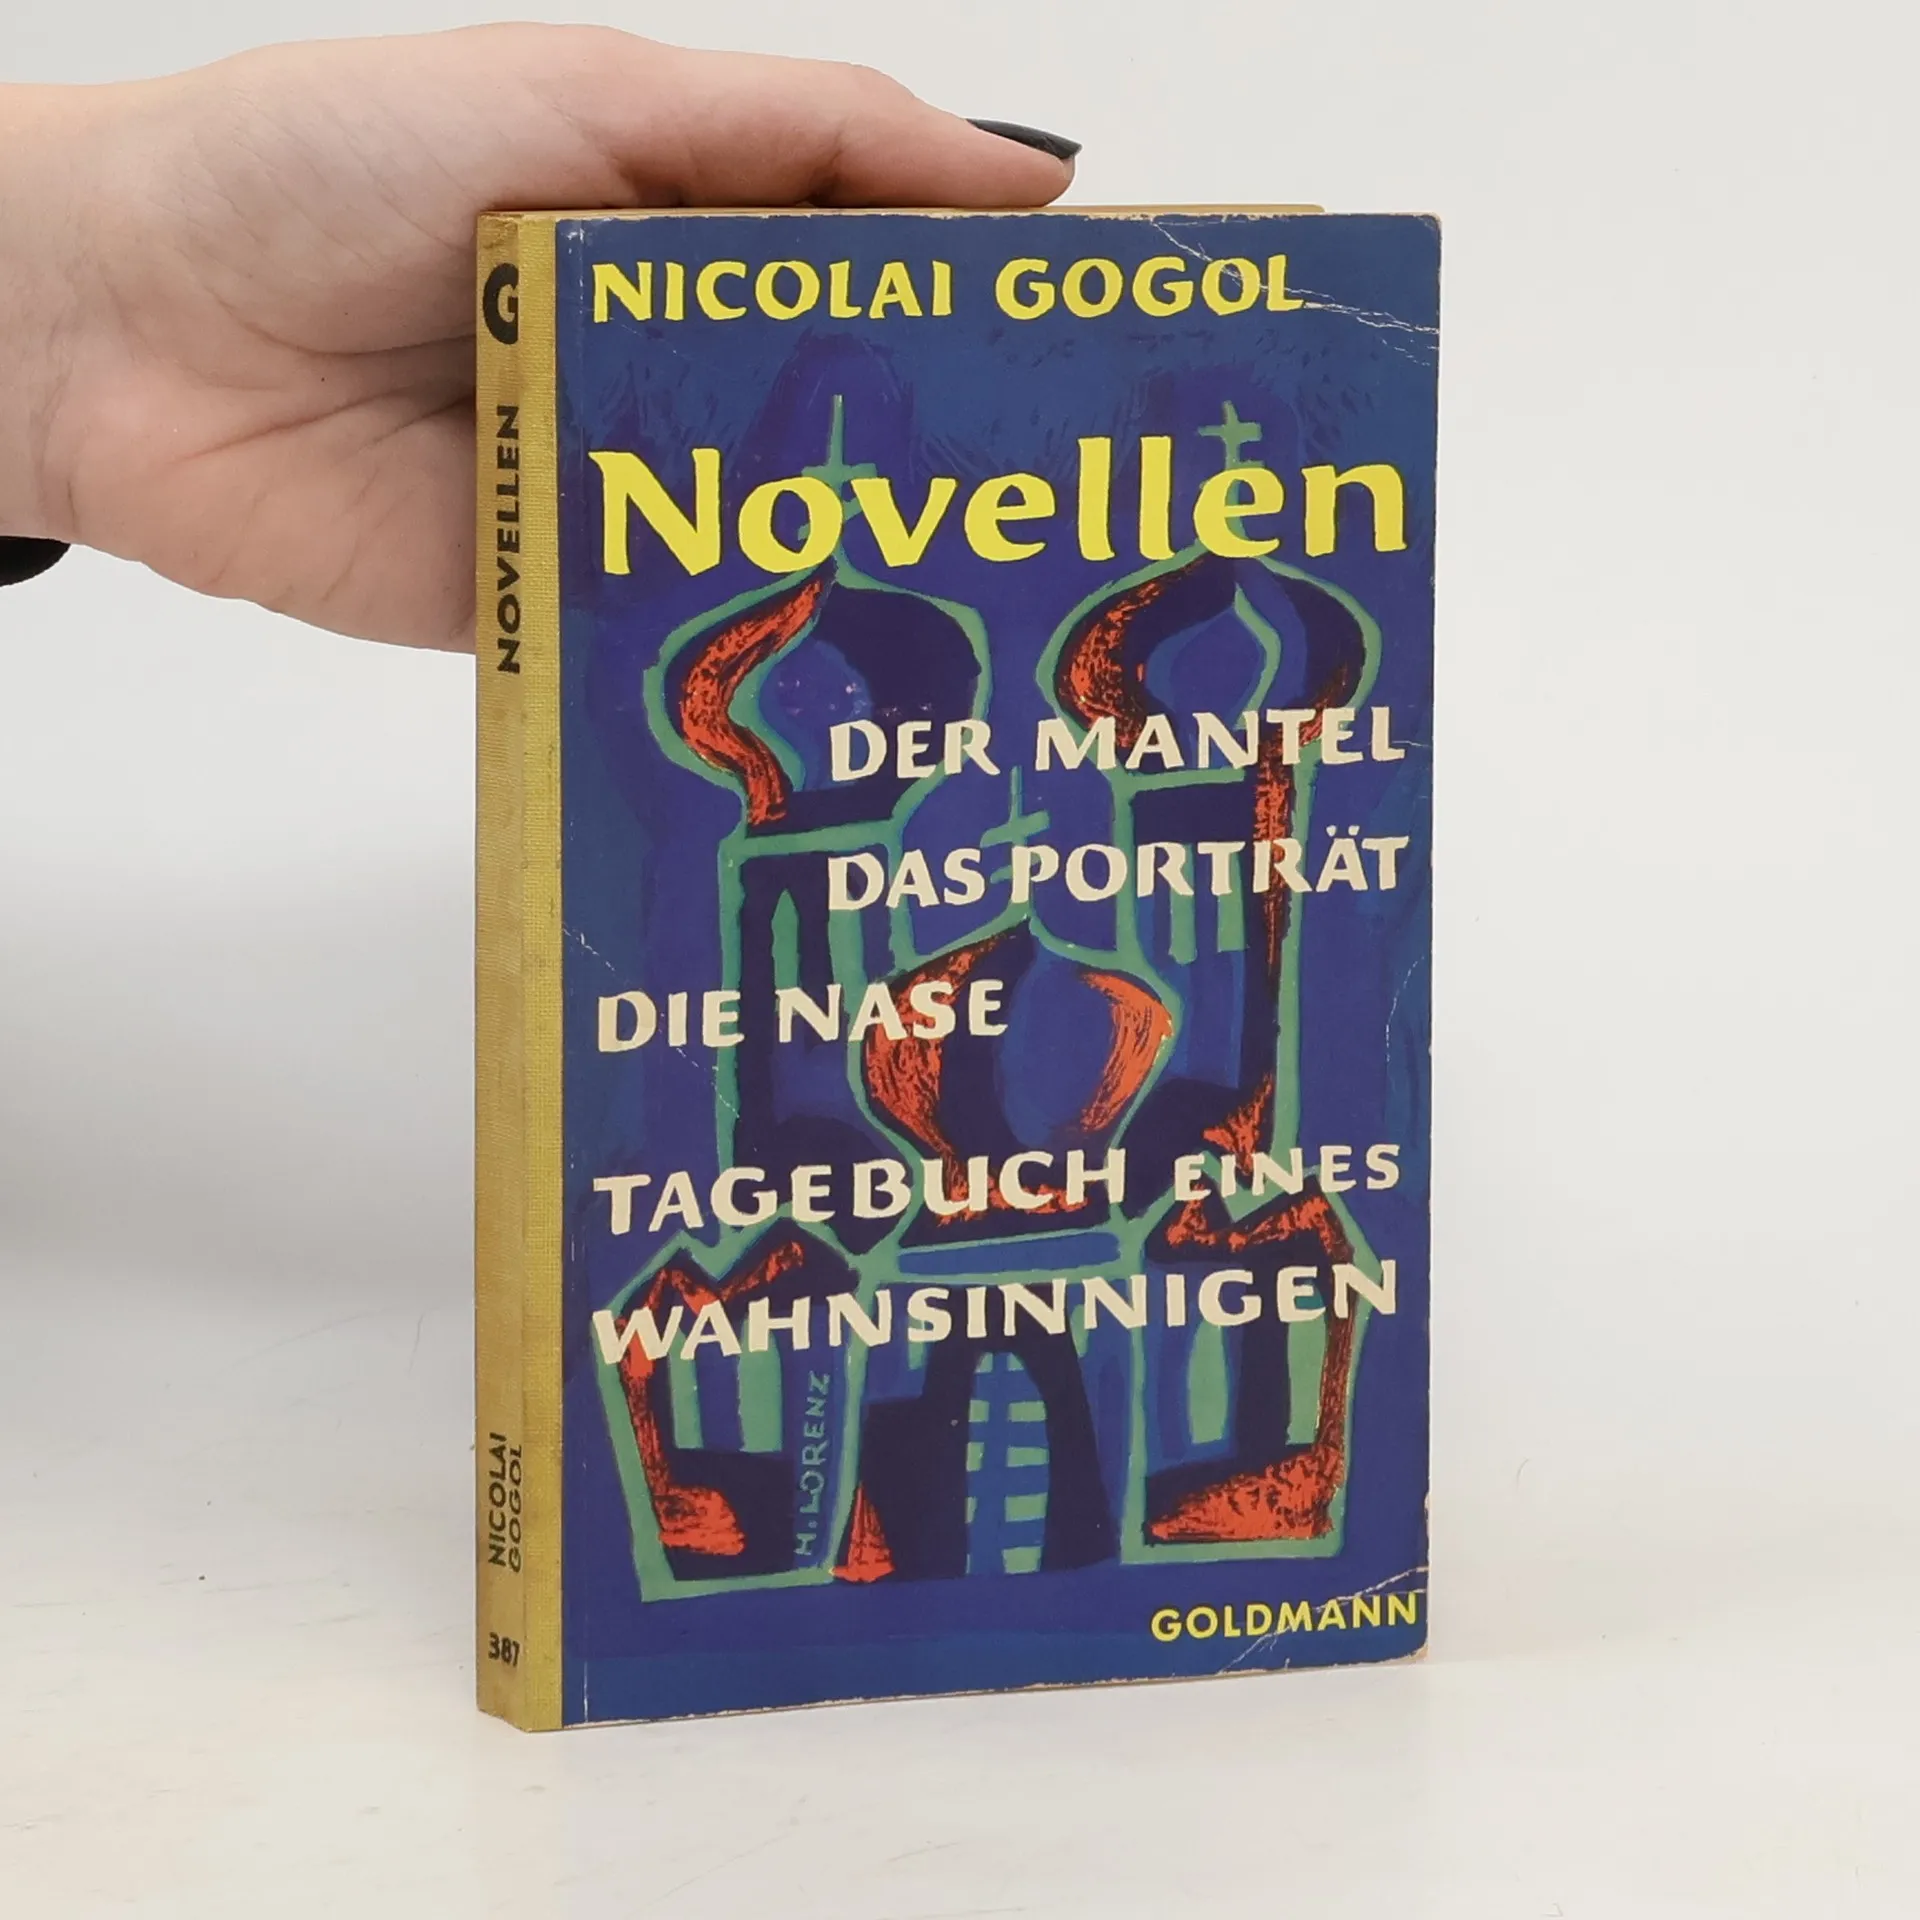 NICOLAI GOGOL
Novellen
DER MANTEL
DAS PORTRÄT
DIE NASE
TAGEBUCH EINES
WAHNSINNIGEN
H. LORENZ
GOLDMANN
G
NOVELLEN
NICOLAI
GOGOL
387